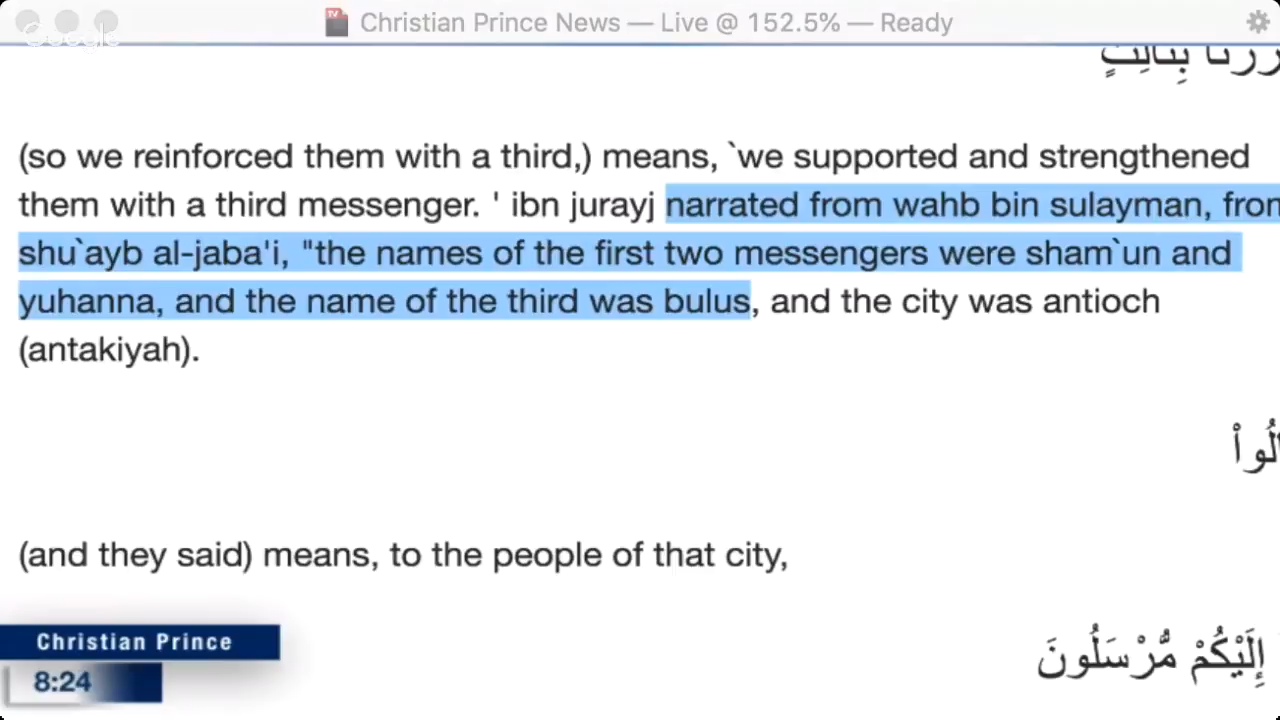 Christian Prince News — Live @ 152.5% — Ready
Google
(so we reinforced them with a third,) means, `we supported and strengthened
them with a third messenger. ' ibn jurayj narrated from wahb bin sulayman, from
shu`ayb al-jaba'i, "the names of the first two messengers were sham`un and
yuhanna, and the name of the third was bulus, and the city was antioch
(antakiyah).
(and they said) means, to the people of that city,
إِلَيْكُمْ مُّرْسَلُونَ
Christian Prince
8:24